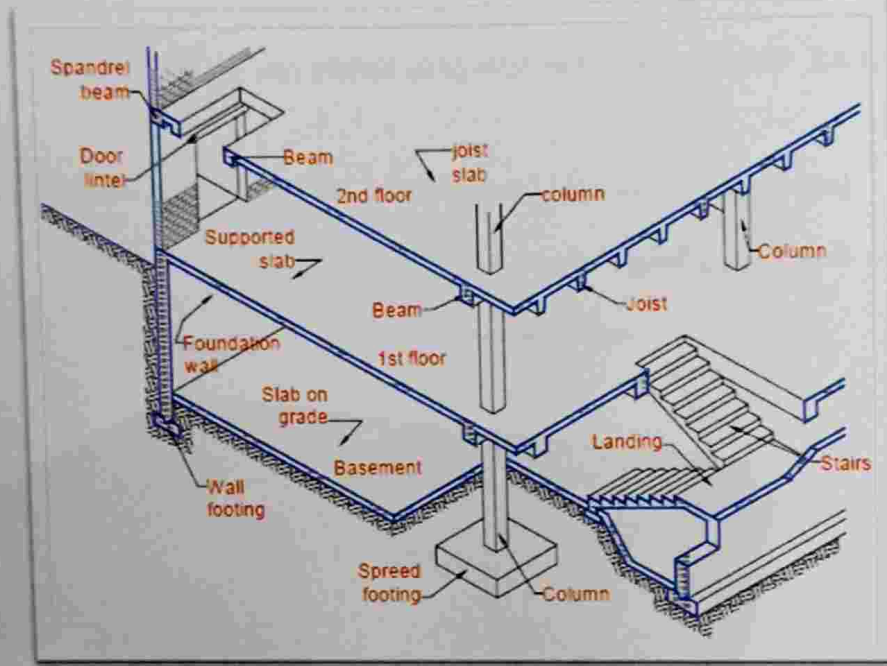 Spandrel
beam
Door
lintel
Beam
joist
slab
2nd floor
column
Supported
slab
Column
Beam
Joist
Foundation
wall
1st floor
Slab on
grade
Landing
Basement
Stairs
Wall
footing
Spreed
footing
Column